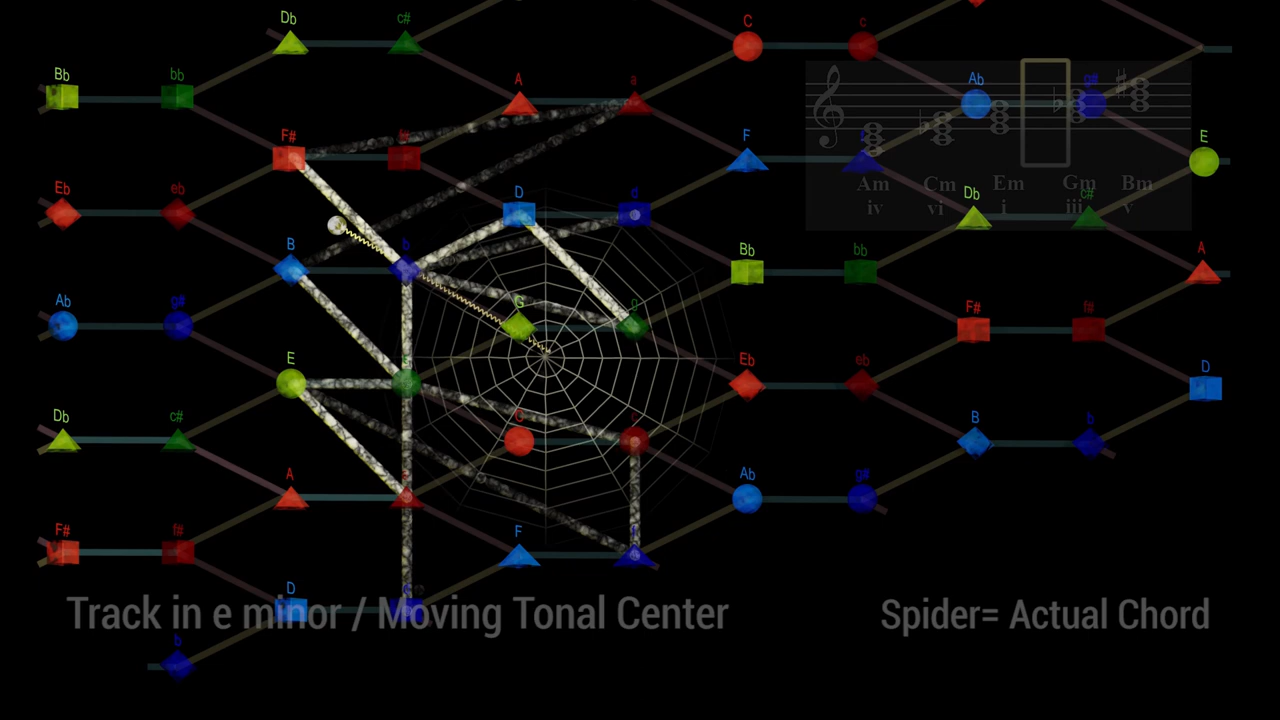 Db c# C c
Bb bb A a Ab g#
F# b F f E
Am Cm Em Gm Bm
iv vi i iii v
Eb eb D d Db c#
B b Bb bb A
Ab g# G g F# f#
E e Eb eb D
Db c# C c B b
A a Ab g#
F# f# F f
D d
Track in e minor / Moving Tonal Center
Spider= Actual Chord
b